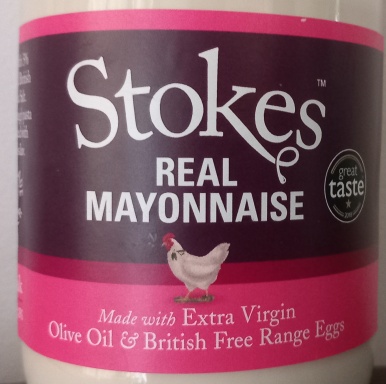 Stokes™
REAL
MAYONNAISE
great
taste
Made with Extra Virgin
Olive Oil & British Free Range Eggs